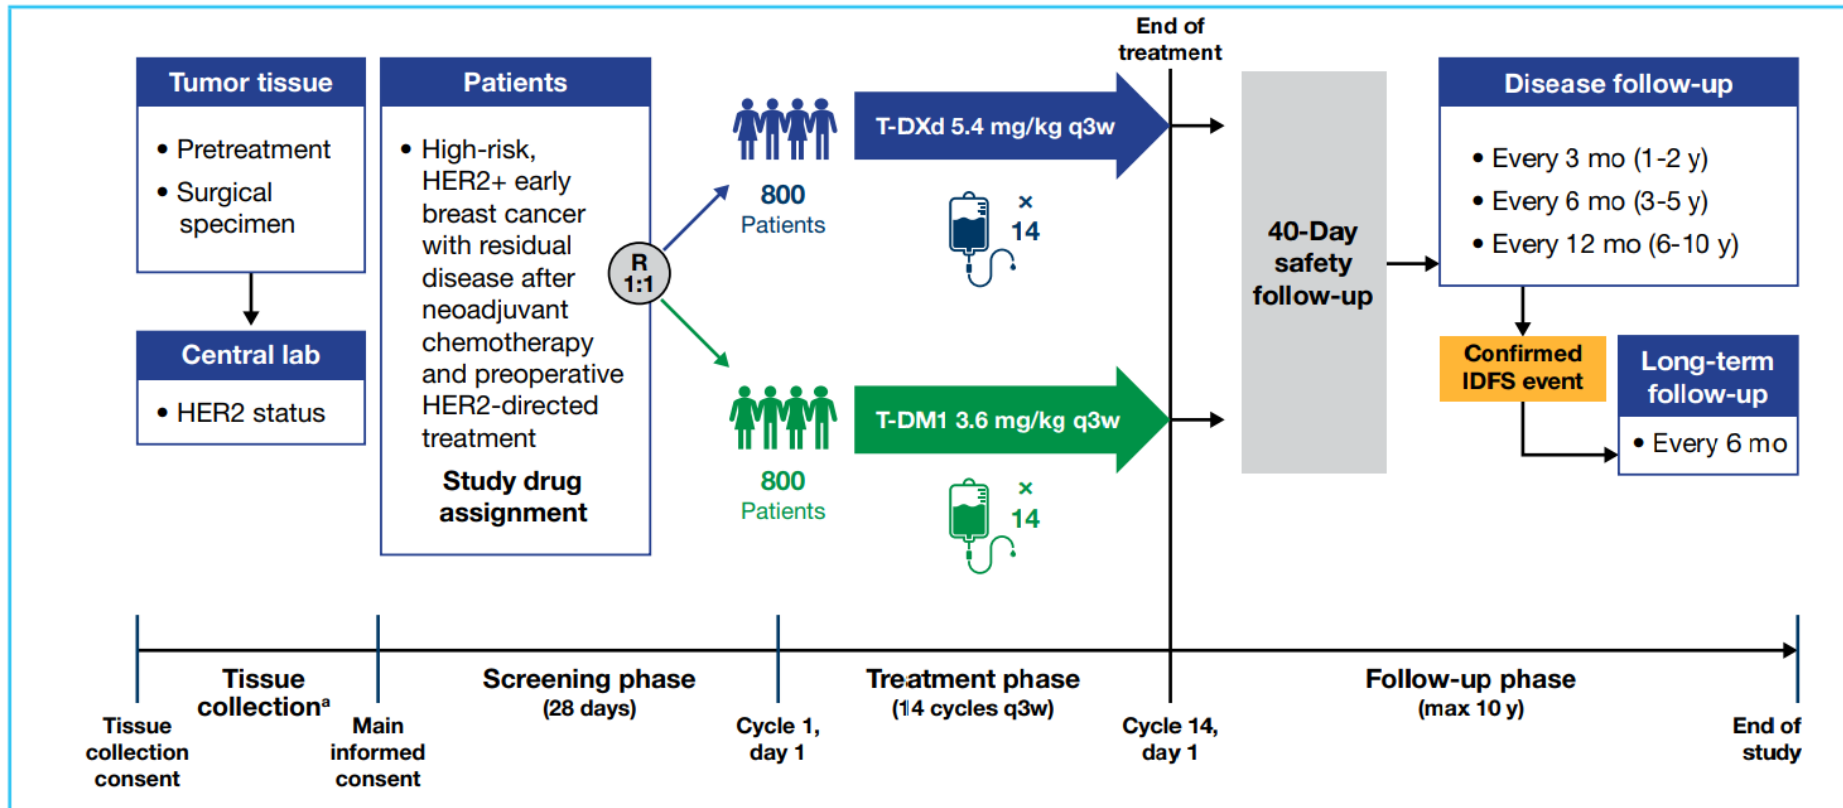 Tumor tissue
• Pretreatment
• Surgical
specimen
Central lab
• HER2 status
Patients
• High-risk,
HER2+ early
breast cancer
with residual
disease after
neoadjuvant
chemotherapy
and preoperative
HER2-directed
treatment
Study drug
assignment
R
1:1
800
Patients
T-DXd 5.4 mg/kg q3w
×
14
800
Patients
T-DM1 3.6 mg/kg q3w
×
14
End of
treatment
40-Day
safety
follow-up
Disease follow-up
• Every 3 mo (1-2 y)
• Every 6 mo (3-5 y)
• Every 12 mo (6-10 y)
Confirmed
IDFS event
Long-term
follow-up
• Every 6 mo
Tissue
collectionᵃ
Screening phase
(28 days)
Treatment phase
(14 cycles q3w)
Follow-up phase
(max 10 y)
Tissue
collection
consent
Main
informed
consent
Cycle 1,
day 1
Cycle 14,
day 1
End of
study